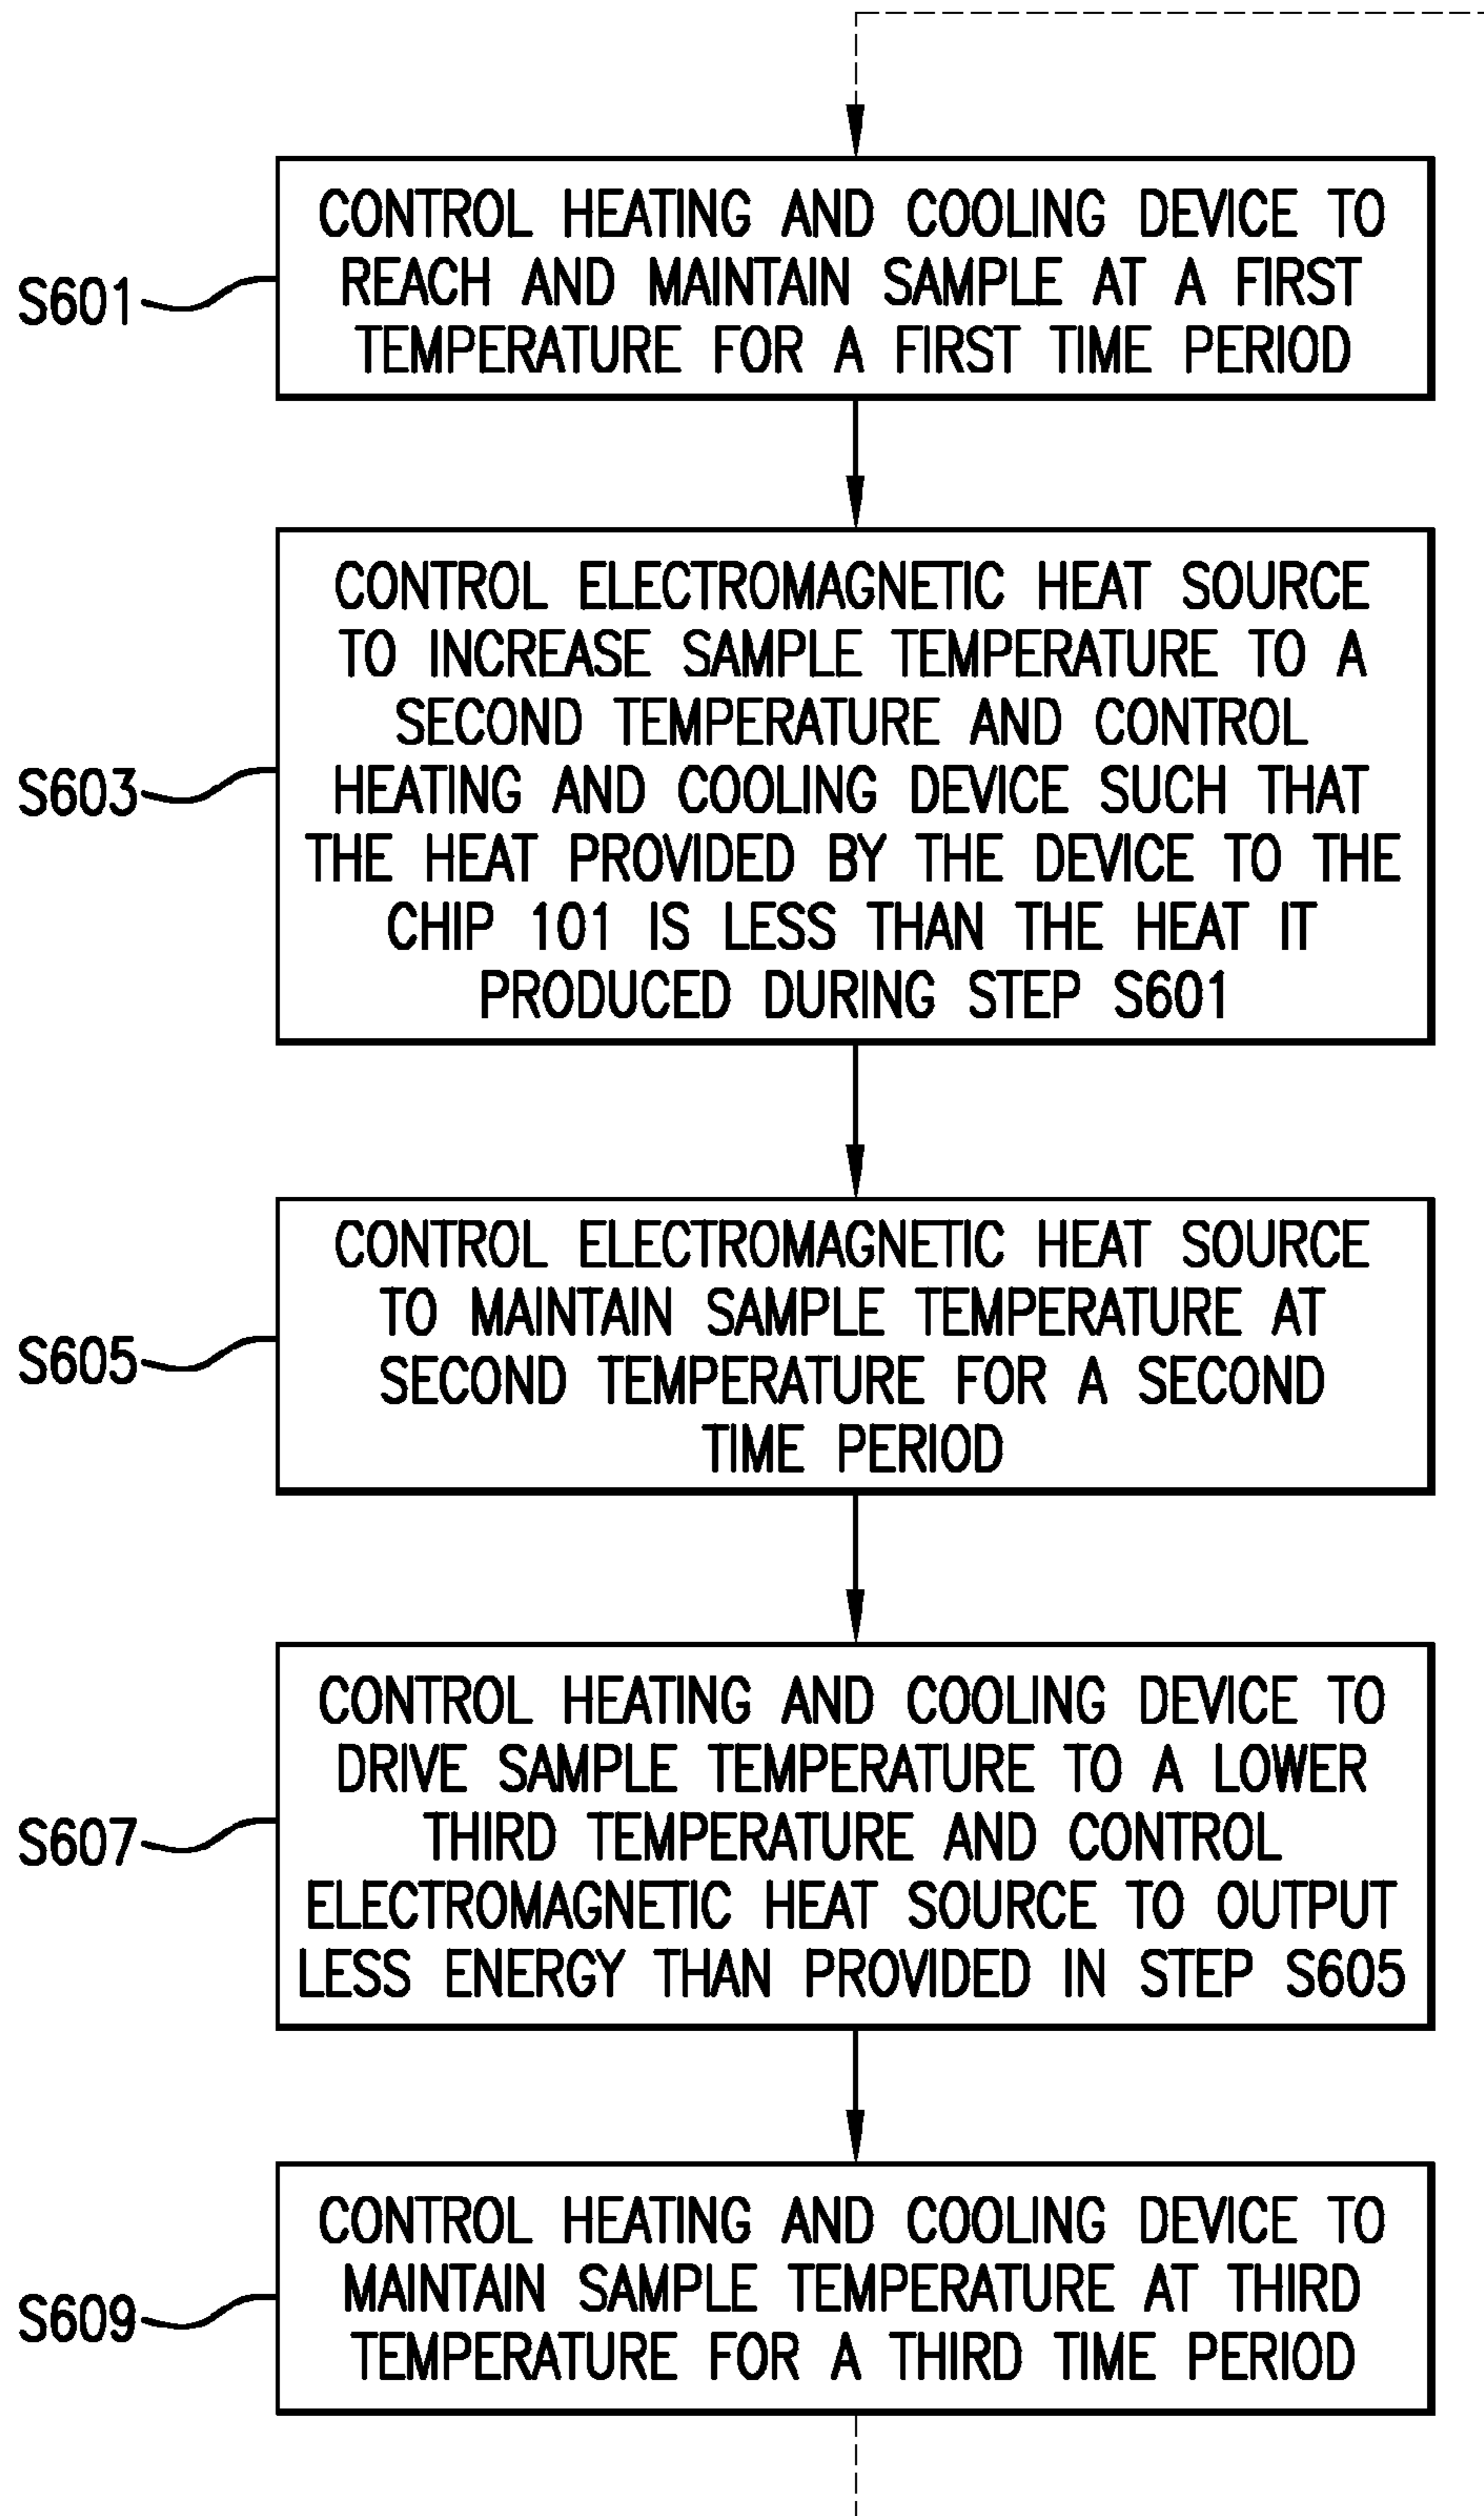 CONTROL HEATING AND COOLING DEVICE TO
REACH AND MAINTAIN SAMPLE AT A FIRST
TEMPERATURE FOR A FIRST TIME PERIOD
S601
CONTROL ELECTROMAGNETIC HEAT SOURCE
TO INCREASE SAMPLE TEMPERATURE TO A
SECOND TEMPERATURE AND CONTROL
HEATING AND COOLING DEVICE SUCH THAT
THE HEAT PROVIDED BY THE DEVICE TO THE
CHIP 101 IS LESS THAN THE HEAT IT
PRODUCED DURING STEP S601
S603
CONTROL ELECTROMAGNETIC HEAT SOURCE
TO MAINTAIN SAMPLE TEMPERATURE AT
SECOND TEMPERATURE FOR A SECOND
TIME PERIOD
S605
CONTROL HEATING AND COOLING DEVICE TO
DRIVE SAMPLE TEMPERATURE TO A LOWER
THIRD TEMPERATURE AND CONTROL
ELECTROMAGNETIC HEAT SOURCE TO OUTPUT
LESS ENERGY THAN PROVIDED IN STEP S605
S607
CONTROL HEATING AND COOLING DEVICE TO
MAINTAIN SAMPLE TEMPERATURE AT THIRD
TEMPERATURE FOR A THIRD TIME PERIOD
S609